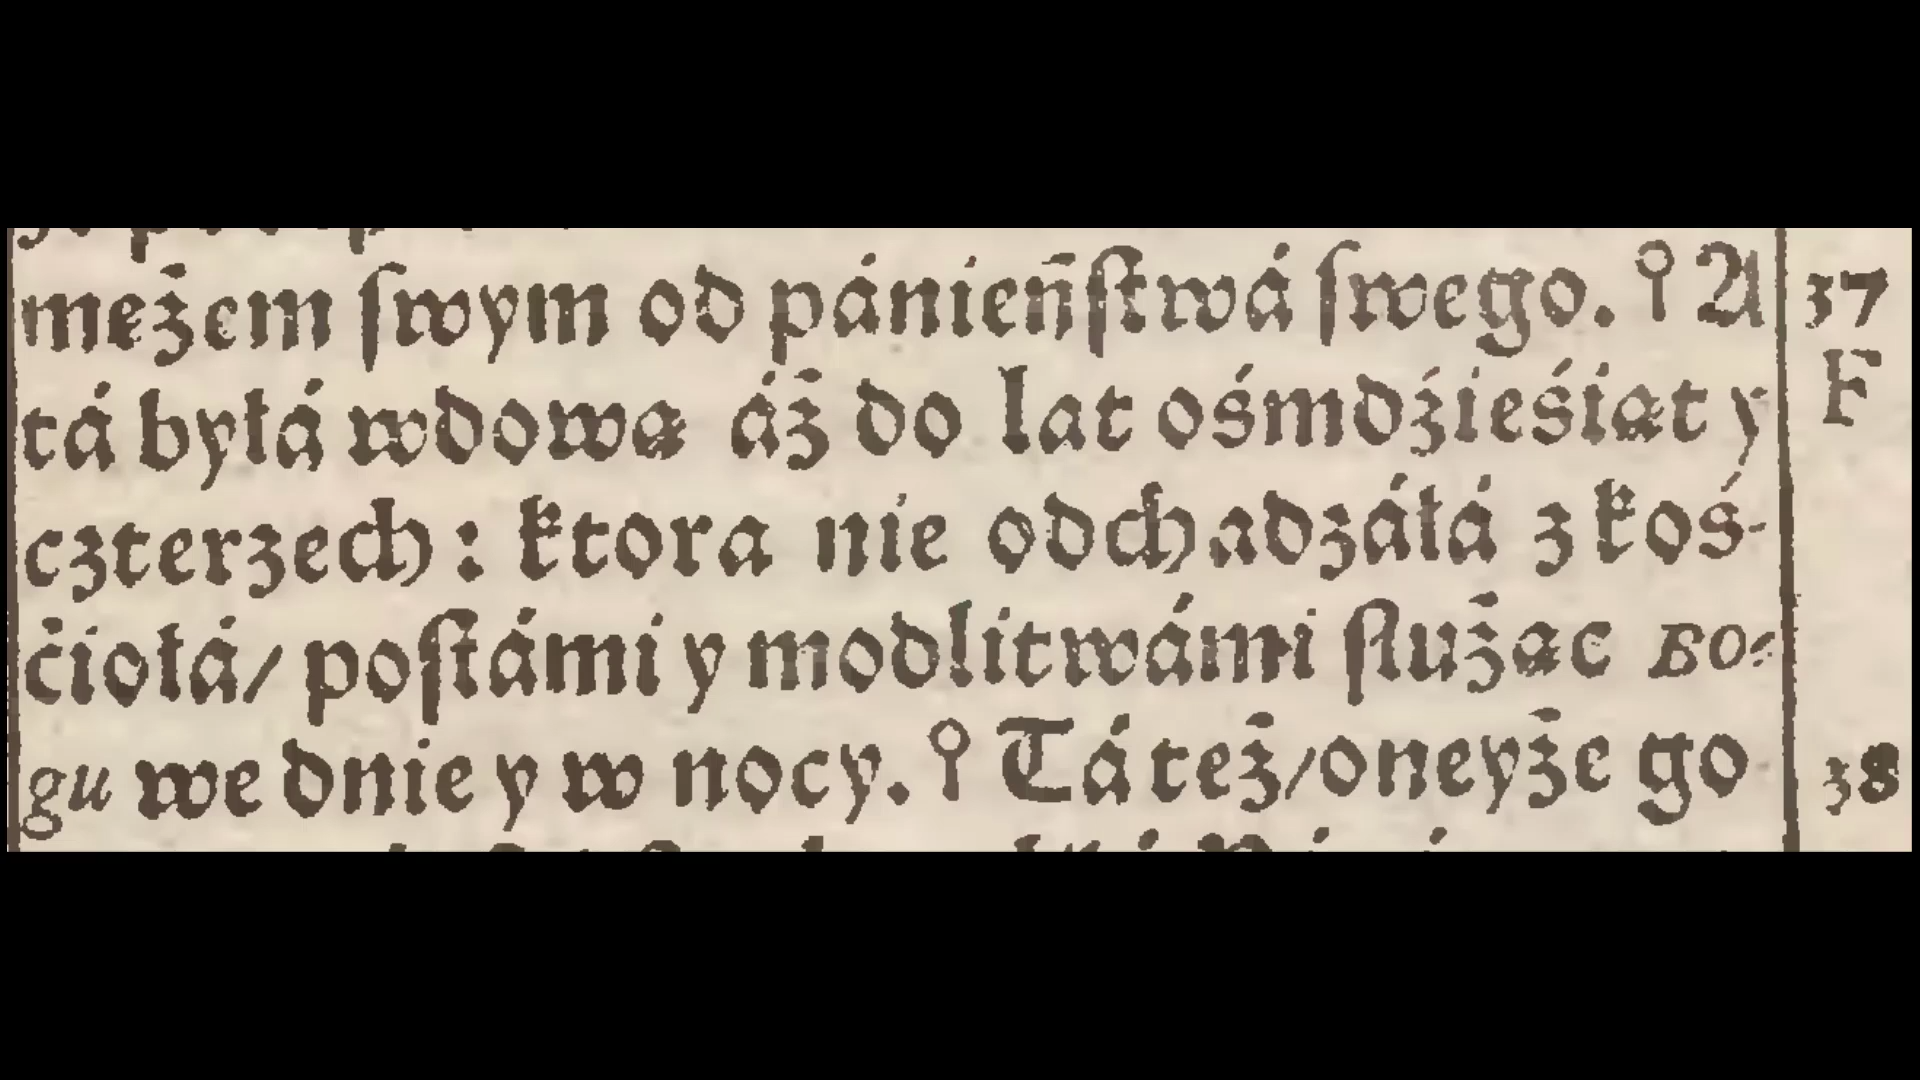 mężem ſwym od pánieńſtwá ſwego. ⚲ A 37
tá byłá wdową áż do lat ośmdźieśiąt y F
cżterzech: ktora nie odchadzáłá z koś-
ćiołá/ poſtámi y modlitwámi ſłużąc Bo-
gu we dnie y w nocy. ⚲ Tá też/ oneyże go 38